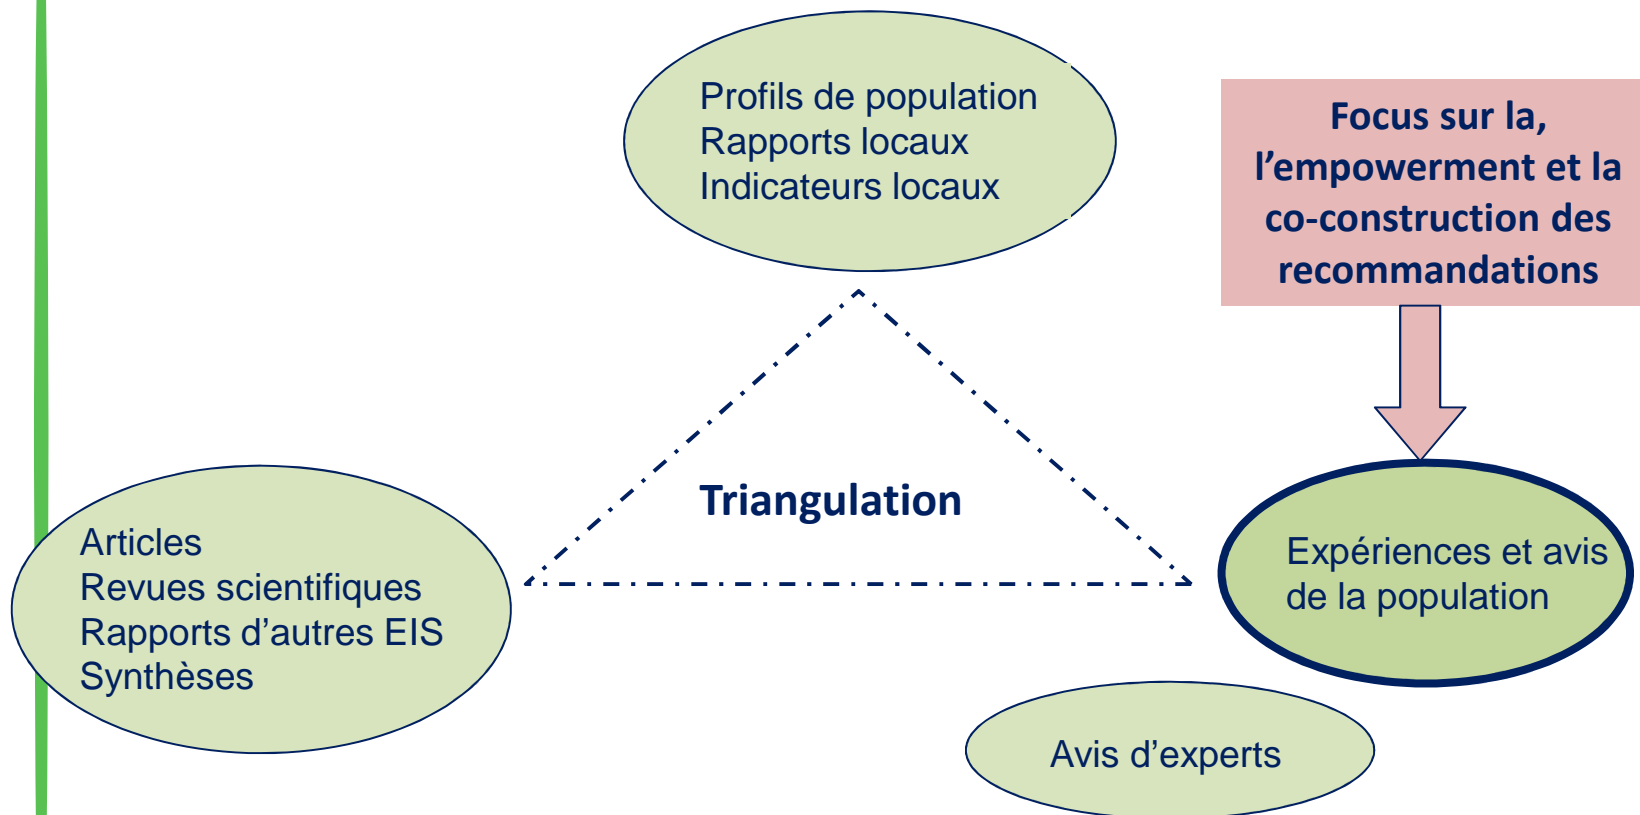 Profils de population
Rapports locaux
Indicateurs locaux
Focus sur la,
l’empowerment et la
co-construction des
recommandations
Triangulation
Articles
Revues scientifiques
Rapports d’autres EIS
Synthèses
Expériences et avis
de la population
Avis d’experts